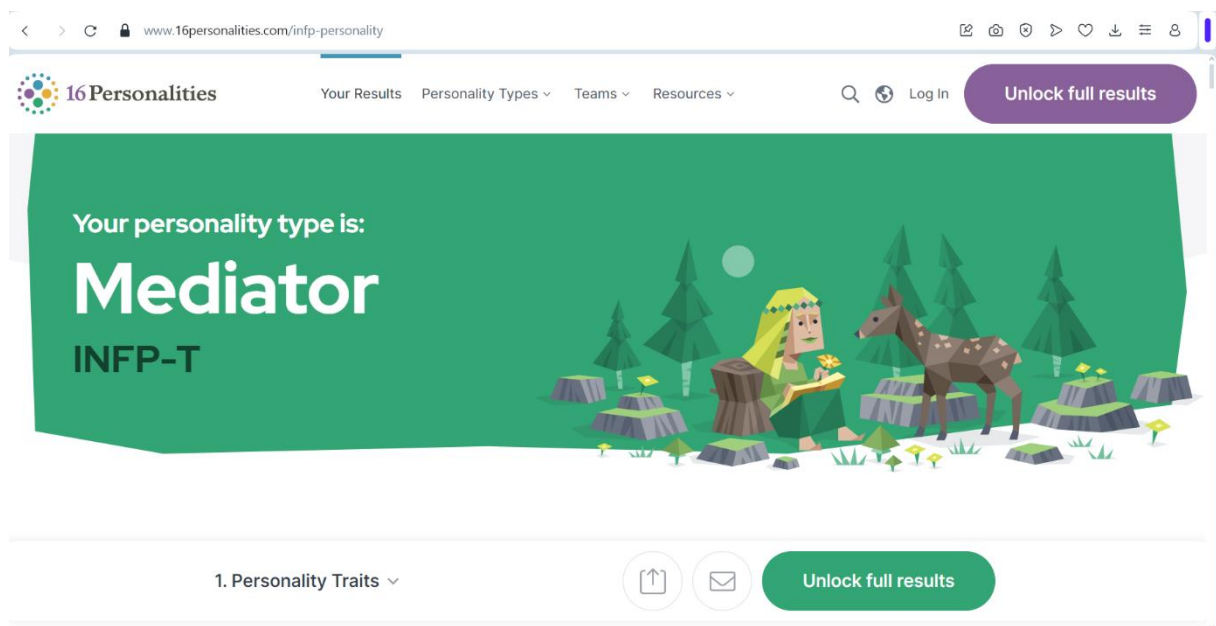 www.16personalities.com/infp-personality
16Personalities
Your Results
Personality Types
Teams
Resources
Log In
Unlock full results
Your personality type is:
Mediator
INFP-T
1. Personality Traits
Unlock full results